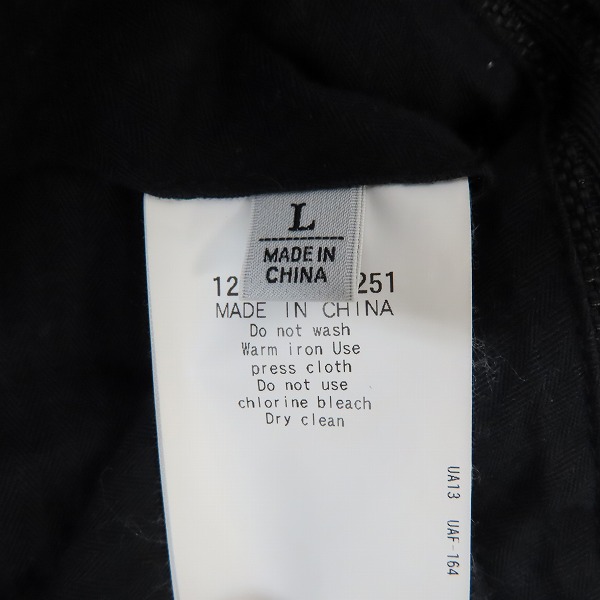 L
MADE IN
CHINA
12
251
MADE IN CHINA
Do not wash
Warm iron Use
press cloth
Do not use
chlorine bleach
Dry clean
UA13 UAF-164